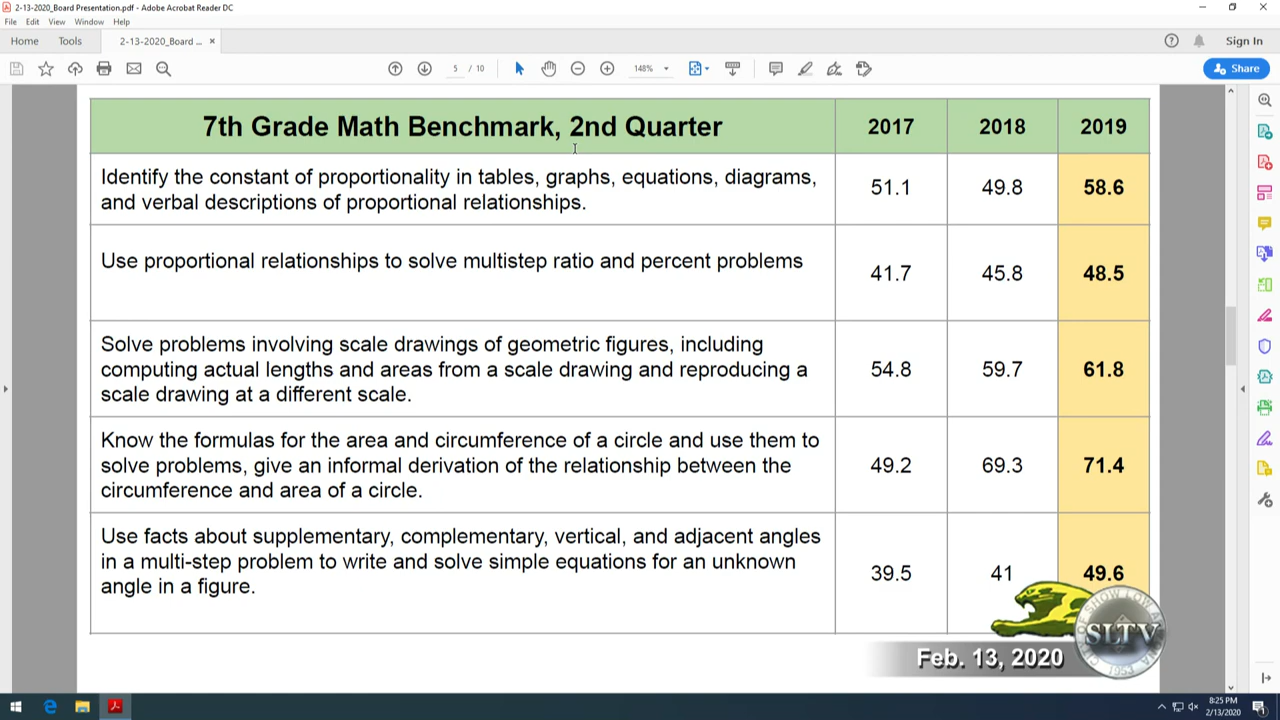 2-13-2020_Board Presentation.pdf - Adobe Acrobat Reader DC
File Edit View Window Help
Home Tools 2-13-2020_Board ... × Sign In
5 / 10 148% Share
7th Grade Math Benchmark, 2nd Quarter 2017 2018 2019
Identify the constant of proportionality in tables, graphs, equations, diagrams,
and verbal descriptions of proportional relationships.
51.1 49.8 58.6
Use proportional relationships to solve multistep ratio and percent problems
41.7 45.8 48.5
Solve problems involving scale drawings of geometric figures, including
computing actual lengths and areas from a scale drawing and reproducing a
scale drawing at a different scale.
54.8 59.7 61.8
Know the formulas for the area and circumference of a circle and use them to
solve problems, give an informal derivation of the relationship between the
circumference and area of a circle.
49.2 69.3 71.4
Use facts about supplementary, complementary, vertical, and adjacent angles
in a multi-step problem to write and solve simple equations for an unknown
angle in a figure.
39.5 41 49.6
CITY OF SHOW LOW ARIZONA
SLTV
1953
Feb. 13, 2020
8:25 PM
2/13/2020